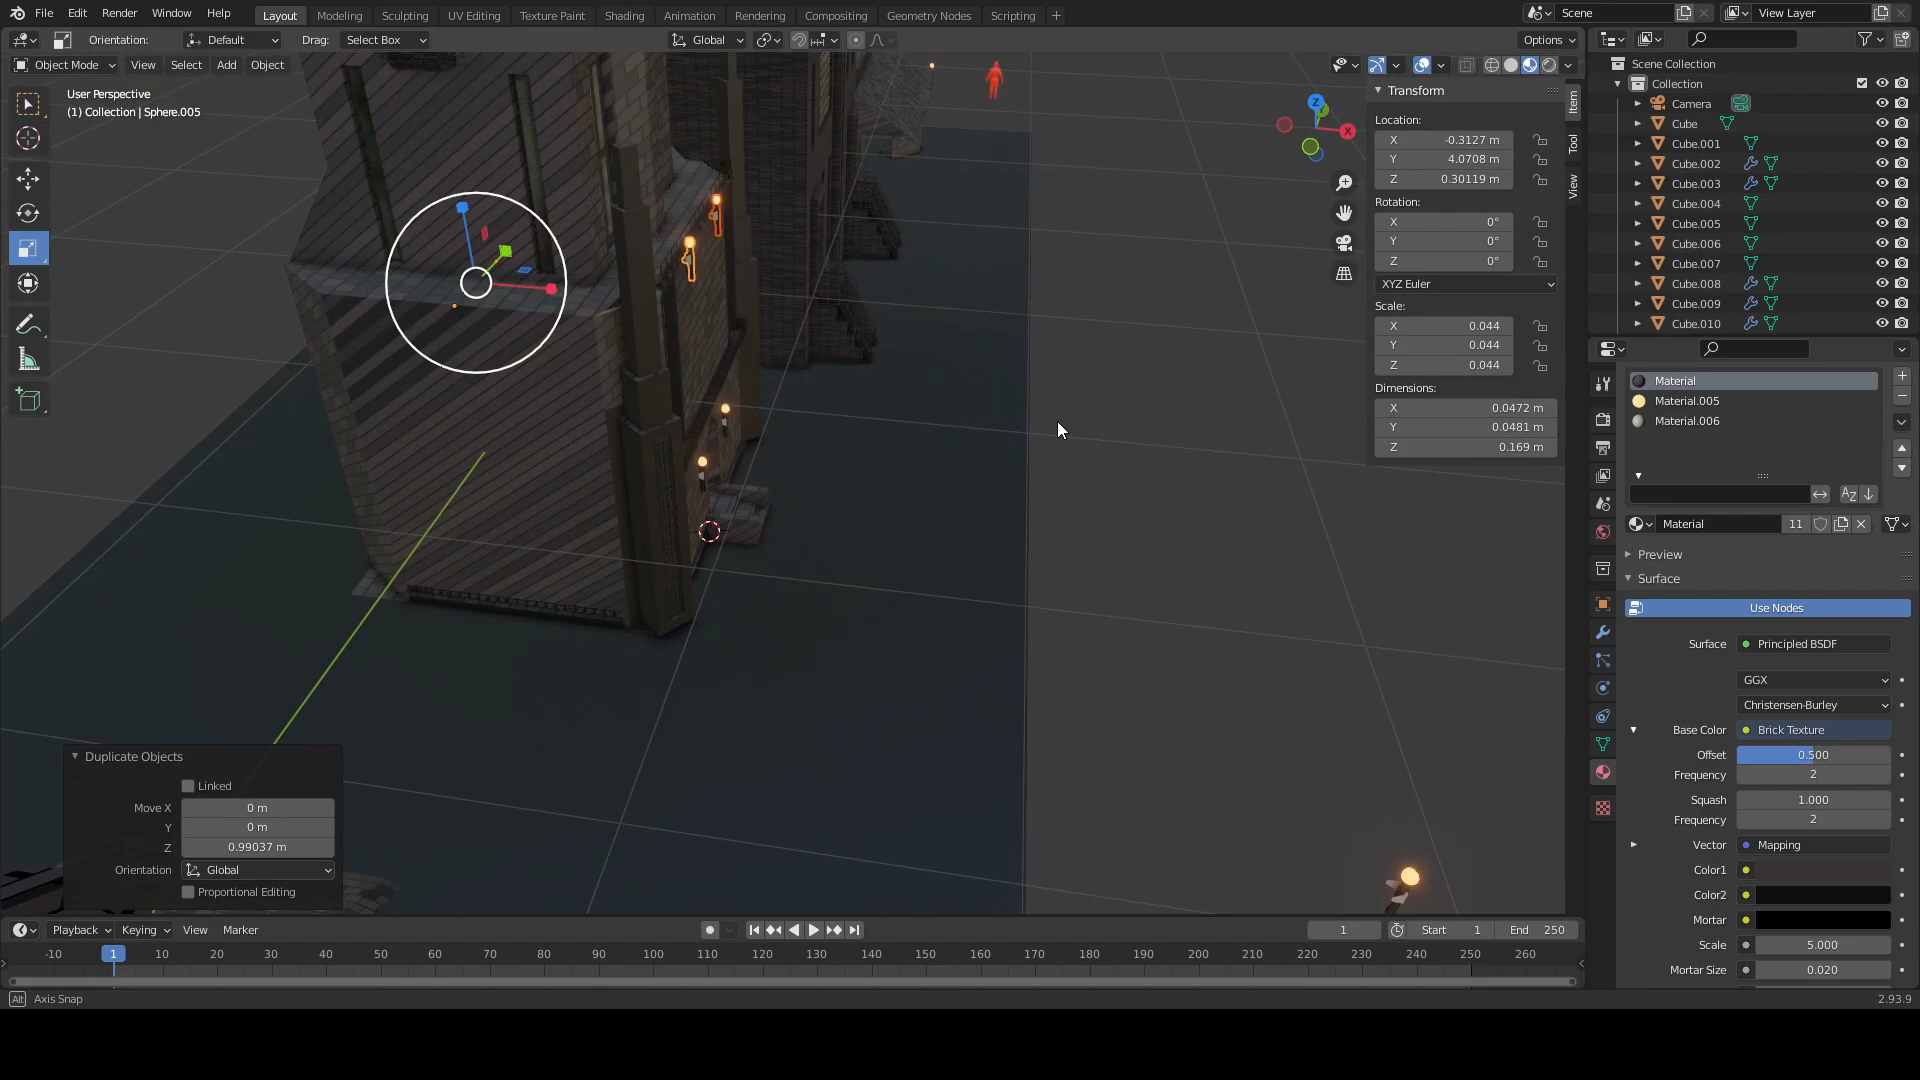 File Edit Render Window Help Layout Modeling Sculpting UV Editing Texture Paint Shading Animation Rendering Compositing Geometry Nodes Scripting + Scene View Layer
Orientation: Default Drag: Select Box Global Options
Object Mode View Select Add Object
User Perspective
(1) Collection | Sphere.005
Z
X
Transform
Location:
X -0.3127 m
Y 4.0708 m
Z 0.30119 m
Rotation:
X 0°
Y 0°
Z 0°
XYZ Euler
Scale:
X 0.044
Y 0.044
Z 0.044
Dimensions:
X 0.0472 m
Y 0.0481 m
Z 0.169 m
Item
Tool
View
Scene Collection
Collection
Camera
Cube
Cube.001
Cube.002
Cube.003
Cube.004
Cube.005
Cube.006
Cube.007
Cube.008
Cube.009
Cube.010
Material
Material.005
Material.006
Material 11
Preview
Surface
Use Nodes
Surface Principled BSDF
GGX
Christensen-Burley
Base Color Brick Texture
Offset 0.500
Frequency 2
Squash 1.000
Frequency 2
Vector Mapping
Color1
Color2
Mortar
Scale 5.000
Mortar Size 0.020
Duplicate Objects
Linked
Move X 0 m
Y 0 m
Z 0.99037 m
Orientation Global
Proportional Editing
Playback Keying View Marker 1 Start 1 End 250
-10 1 10 20 30 40 50 60 70 80 90 100 110 120 130 140 150 160 170 180 190 200 210 220 230 240 250 260
Alt Axis Snap 2.93.9